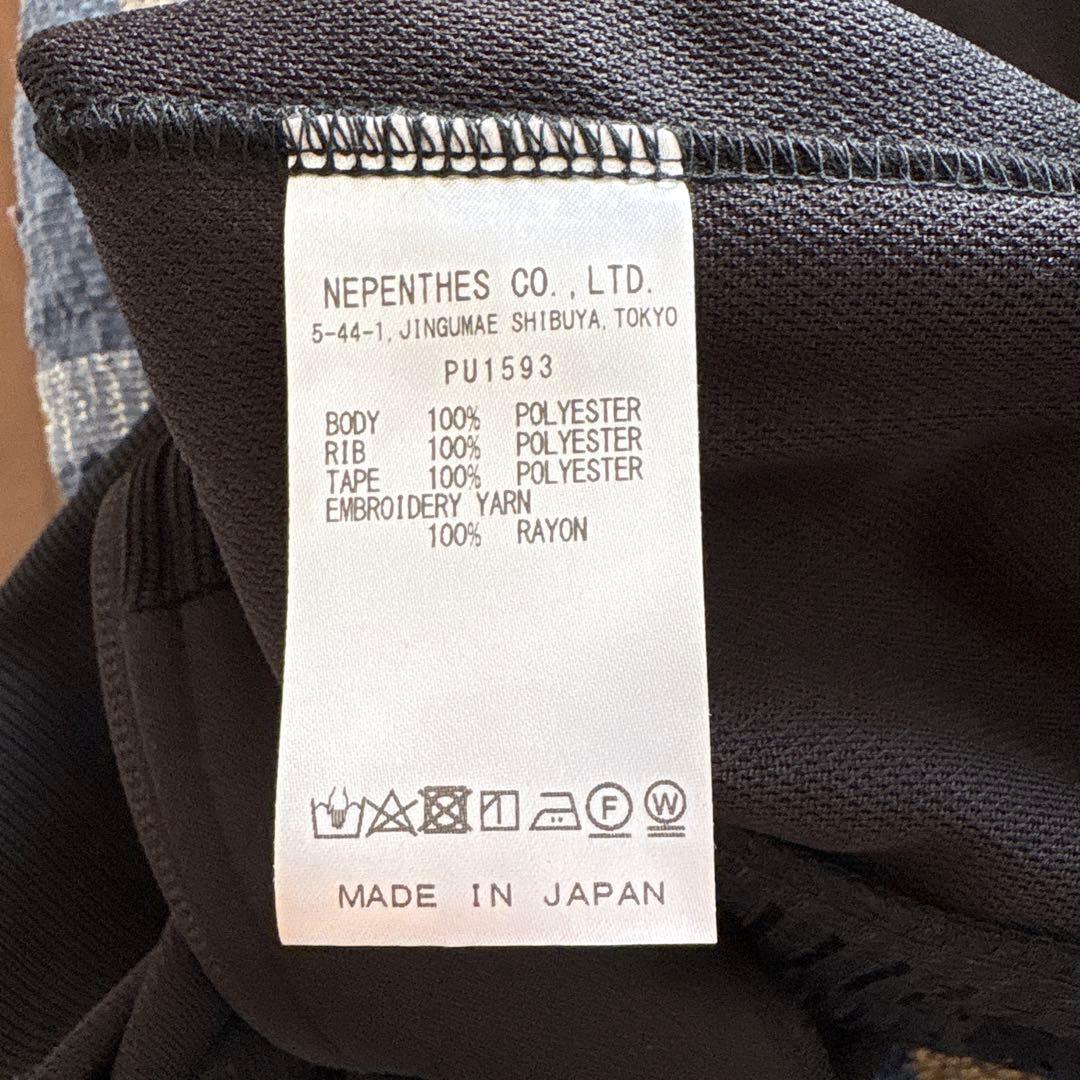 NEPENTHES CO.,LTD.
5-44-1, JINGUMAE SHIBUYA, TOKYO
PU1593
BODY 100% POLYESTER
RIB 100% POLYESTER
TAPE 100% POLYESTER
EMBROIDERY YARN
100% RAYON
F W
MADE IN JAPAN